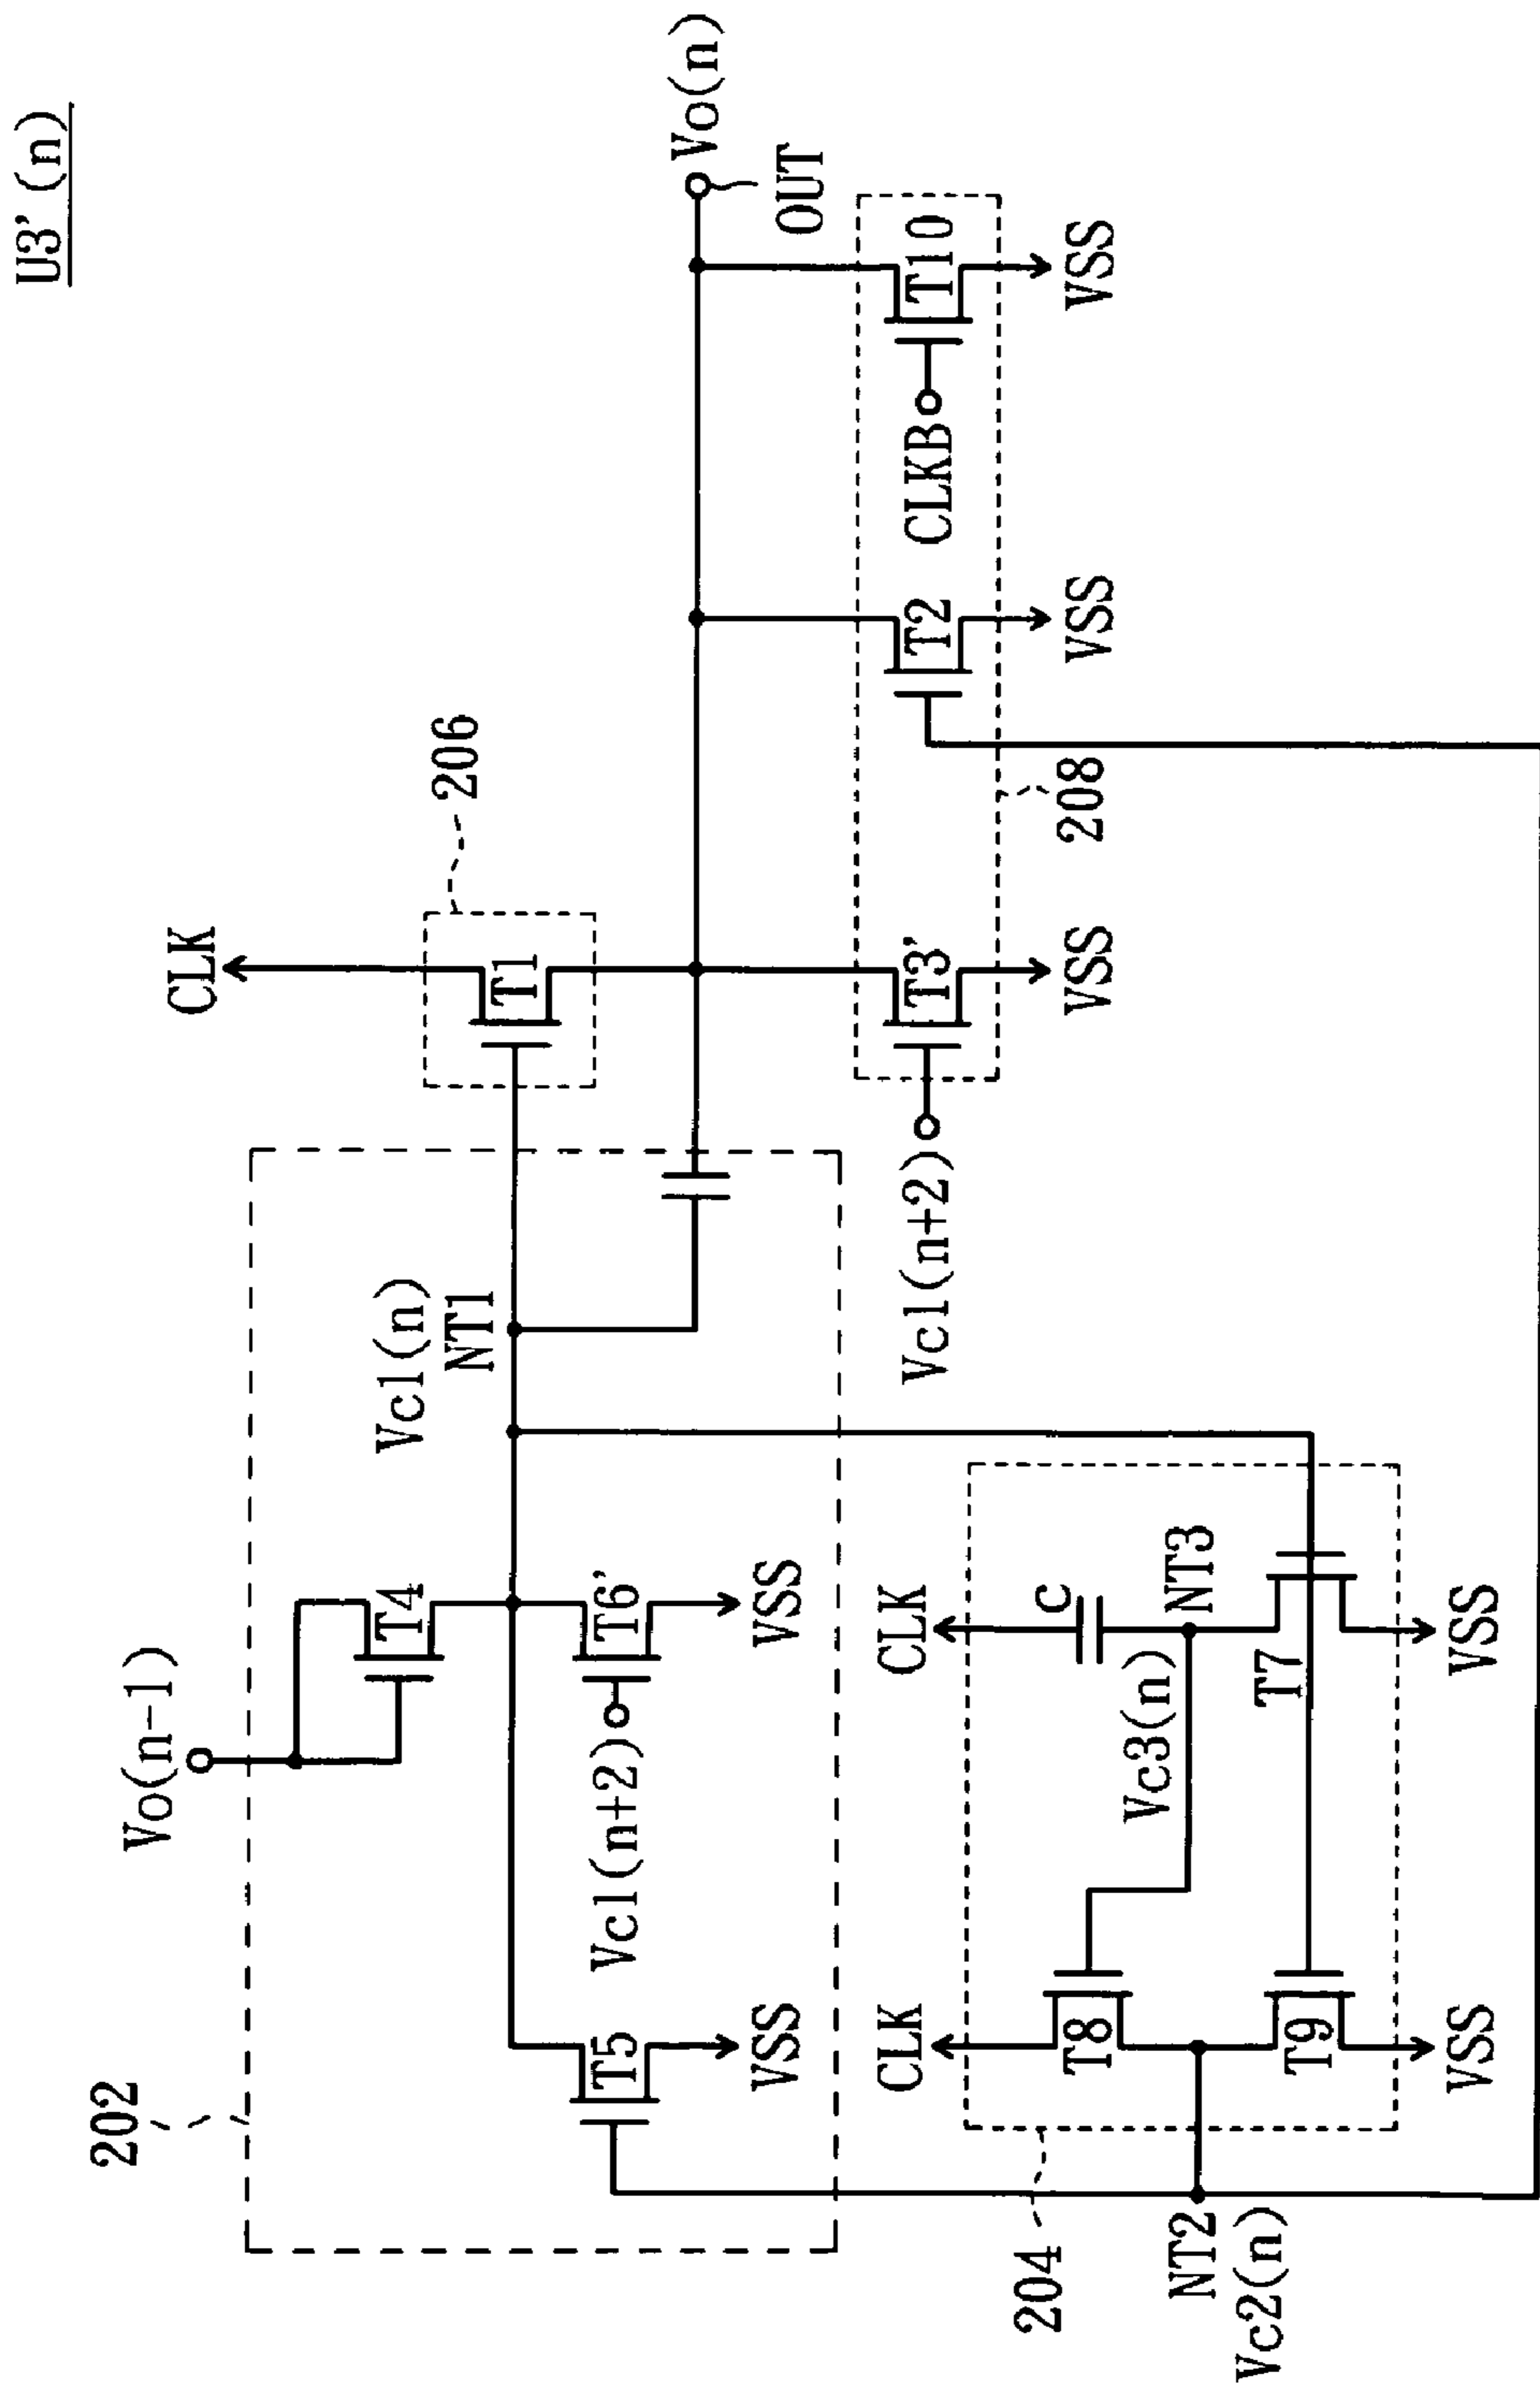 U3' (n)
Vo(n-1)
202
T4
T5
VSS
Vc1(n+2)
T6'
VSS
Vc1(n)
NT1
CLK
T1
206
Vo(n)
OUT
Vc1(n+2)
T3'
VSS
T2
VSS
CLKB
T10
VSS
208
204
CLK
T8
T9
VSS
CLK
C
NT3
Vc3(n)
T7
VSS
NT2
Vc2(n)